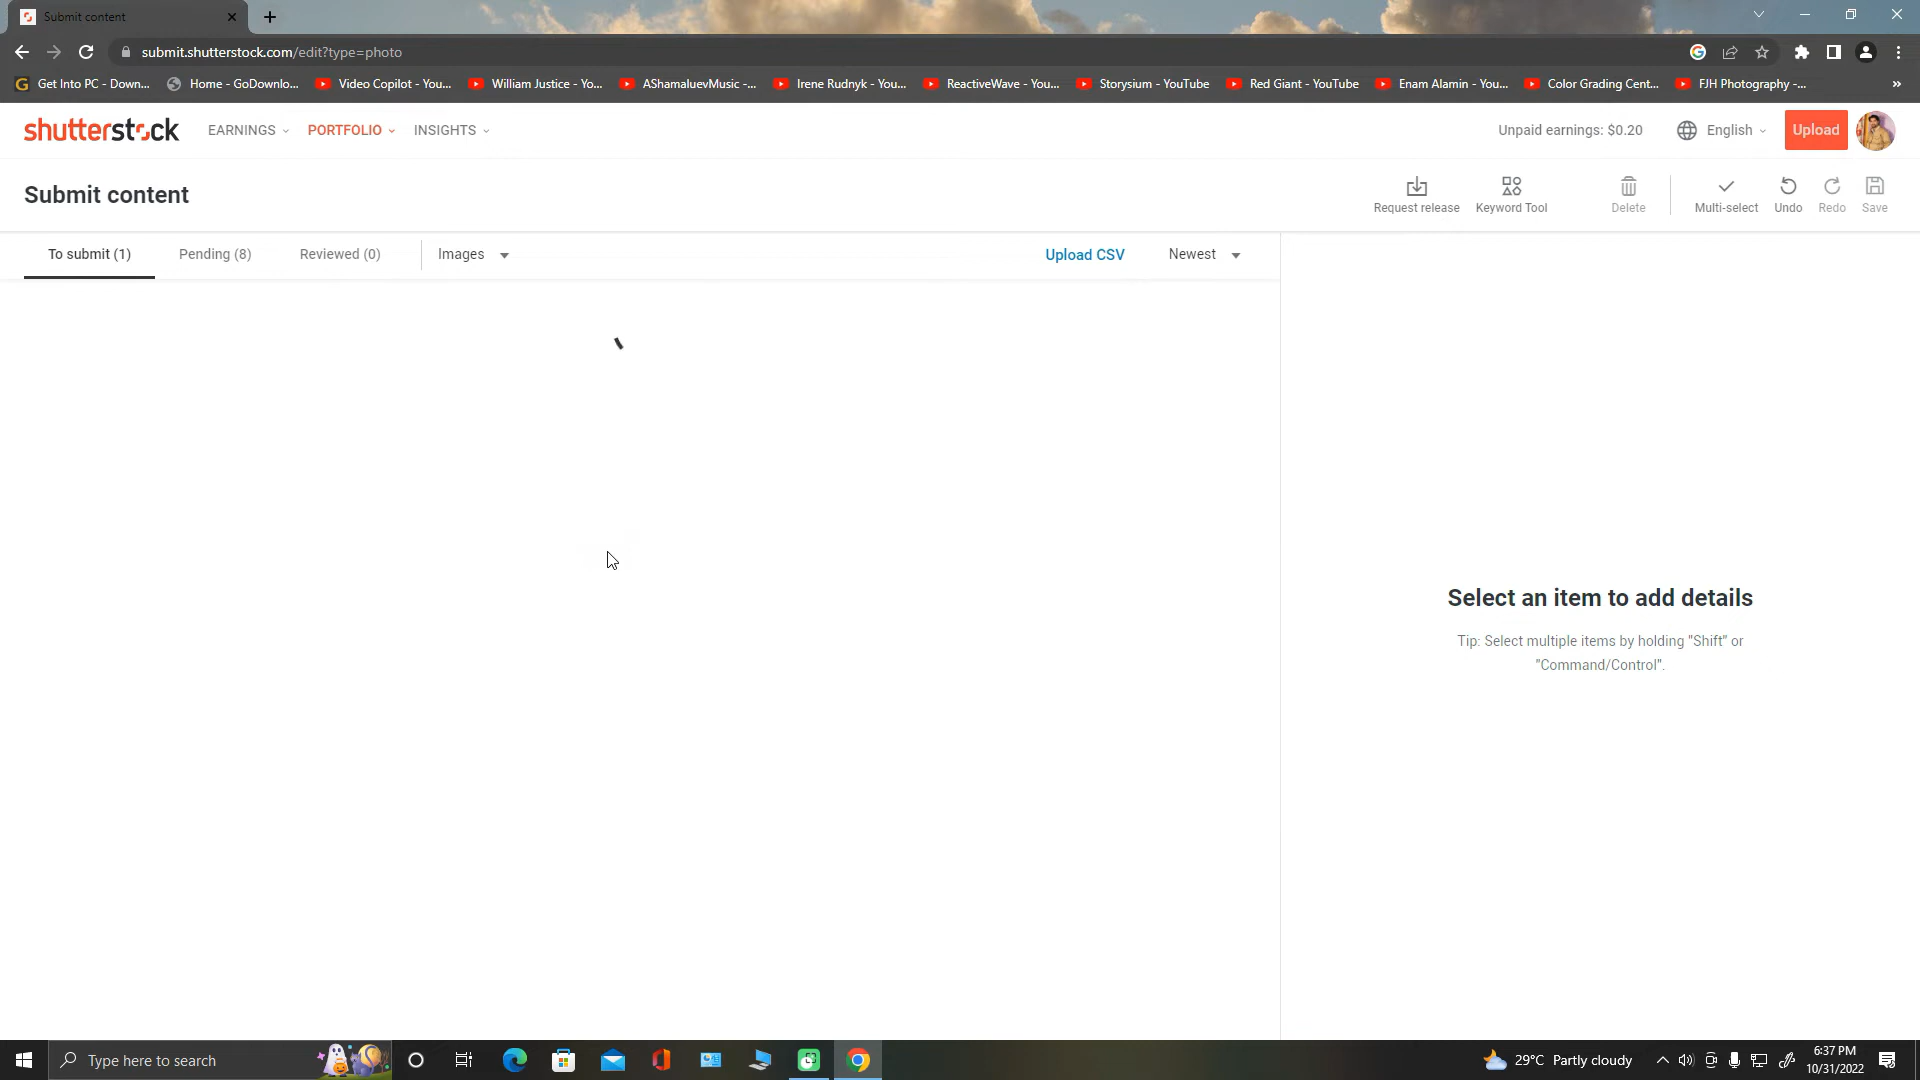 Submit content
submit.shutterstock.com/edit?type=photo
Get Into PC - Down... Home - GoDownlo... Video Copilot - You... William Justice - Yo... AShamaluevMusic -... Irene Rudnyk - You... ReactiveWave - You... Storysium - YouTube Red Giant - YouTube Enam Alamin - You... Color Grading Cent... FJH Photography -... »
shutterstock EARNINGS PORTFOLIO INSIGHTS Unpaid earnings: $0.20 English Upload
Submit content
Request release Keyword Tool Delete Multi-select Undo Redo Save
To submit (1) Pending (8) Reviewed (0) Images Upload CSV Newest
Select an item to add details
Tip: Select multiple items by holding "Shift" or
"Command/Control".
Type here to search
29°C Partly cloudy
6:37 PM
10/31/2022